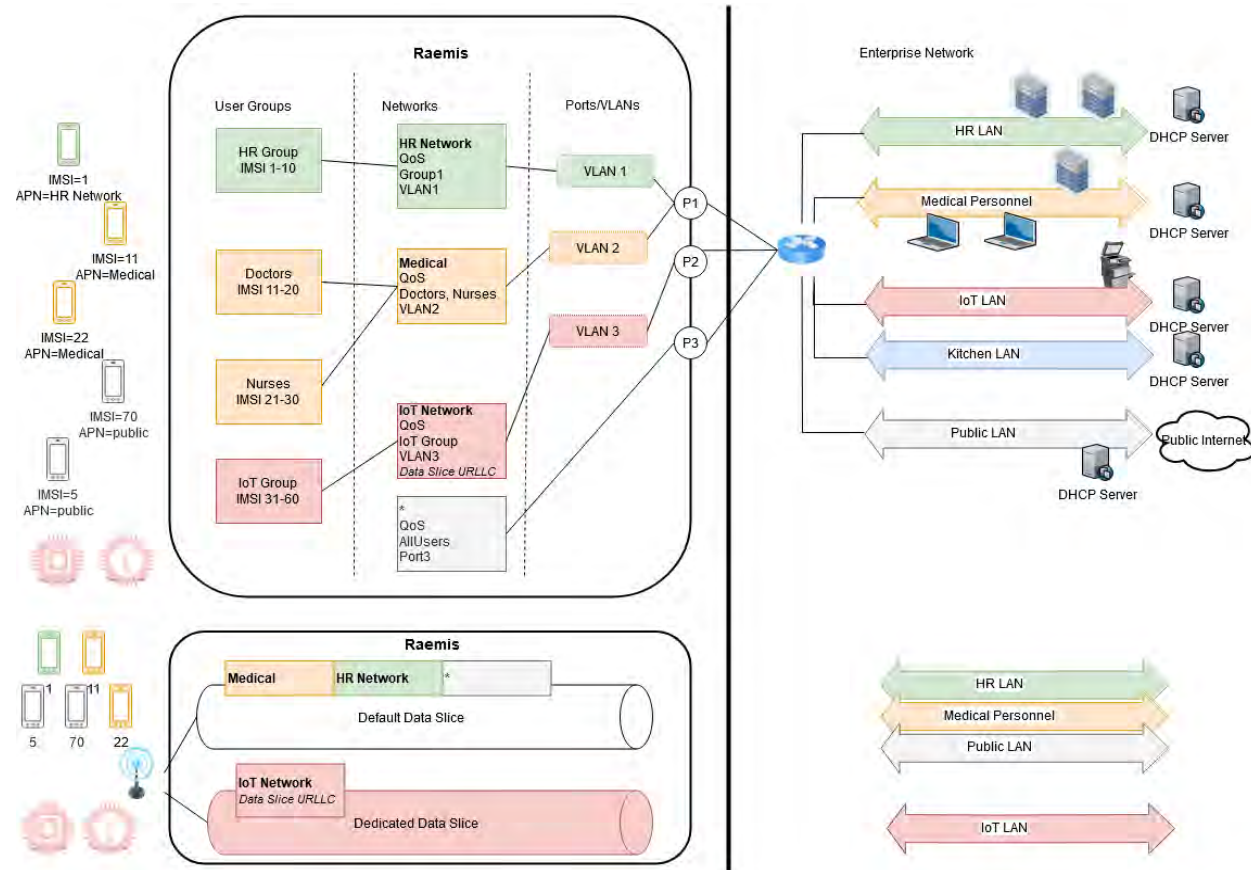 Raemis
Enterprise Network
User Groups
Networks
Ports/VLANs
IMSI=1
APN=HR Network
IMSI=11
APN=Medical
IMSI=22
APN=Medical
IMSI=70
APN=public
IMSI=5
APN=public
HR Group
IMSI 1-10
Doctors
IMSI 11-20
Nurses
IMSI 21-30
IoT Group
IMSI 31-60
HR Network
QoS
Group1
VLAN1
Medical
QoS
Doctors, Nurses
VLAN2
IoT Network
QoS
IoT Group
VLAN3
Data Slice URLLC
*
QoS
AllUsers
Port3
VLAN 1
VLAN 2
VLAN 3
P1
P2
P3
HR LAN
DHCP Server
Medical Personnel
DHCP Server
IoT LAN
DHCP Server
Kitchen LAN
DHCP Server
Public LAN
Public Internet
DHCP Server
Raemis
1
11
5
70
22
Medical
HR Network
*
Default Data Slice
IoT Network
Data Slice URLLC
Dedicated Data Slice
HR LAN
Medical Personnel
Public LAN
IoT LAN